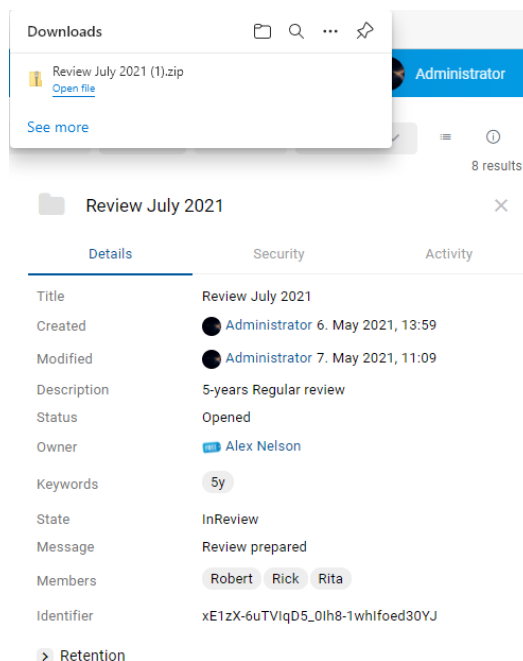 Downloads
Review July 2021 (1).zip
Open file
See more
Administrator
8 results
Review July 2021
Details Security Activity
Title Review July 2021
Created Administrator 6. May 2021, 13:59
Modified Administrator 7. May 2021, 11:09
Description 5-years Regular review
Status Opened
Owner Alex Nelson
Keywords 5y
State InReview
Message Review prepared
Members Robert Rick Rita
Identifier xE1zX-6uTVIqD5_0Ih8-1whIfoed30YJ
Retention